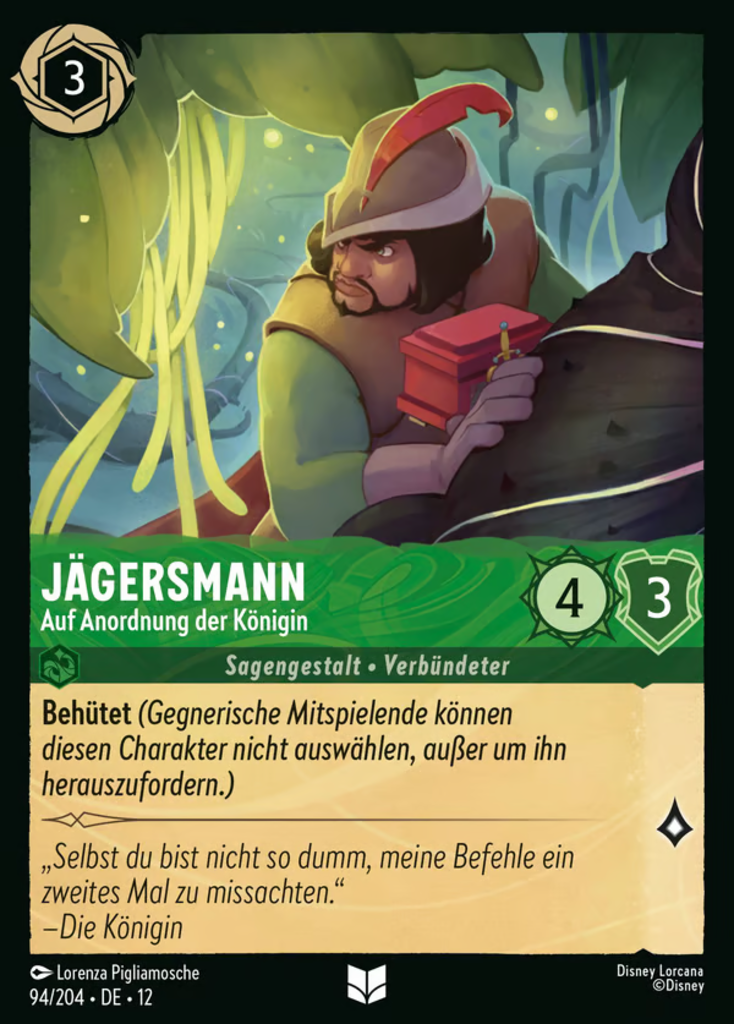 3
JÄGERSMANN
Auf Anordnung der Königin
4
3
Sagengestalt • Verbündeter
Behütet (Gegnerische Mitspielende können
diesen Charakter nicht auswählen, außer um ihn
herauszufordern.)
„Selbst du bist nicht so dumm, meine Befehle ein
zweites Mal zu missachten.“
–Die Königin
Lorenza Pigliamosche
94/204 • DE • 12
Disney Lorcana
©Disney